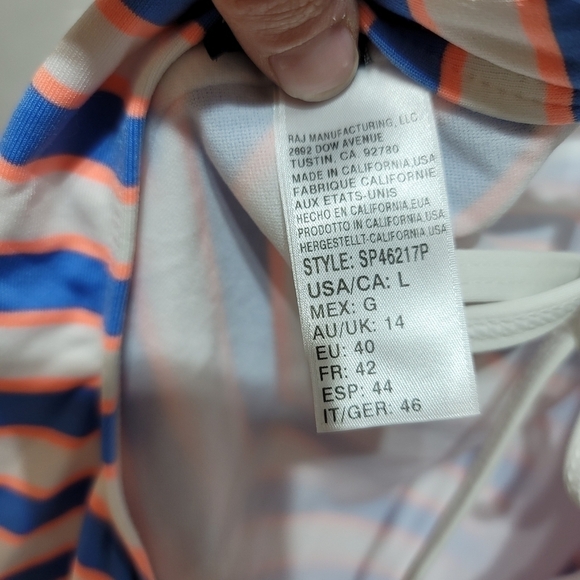 RAJ MANUFACTURING, LLC
2692 DOW AVENUE
TUSTIN, CA. 92780
MADE IN CALIFORNIA,USA
FABRIQUE CALIFORNIE
AUX ETATS-UNIS
HECHO EN CALIFORNIA,EUA
PRODOTTO IN CALIFORNIA,USA
HERGESTELLT-CALIFORNIA,USA
STYLE: SP46217P
USA/CA: L
MEX: G
AU/UK: 14
EU: 40
FR: 42
ESP: 44
IT/GER: 46